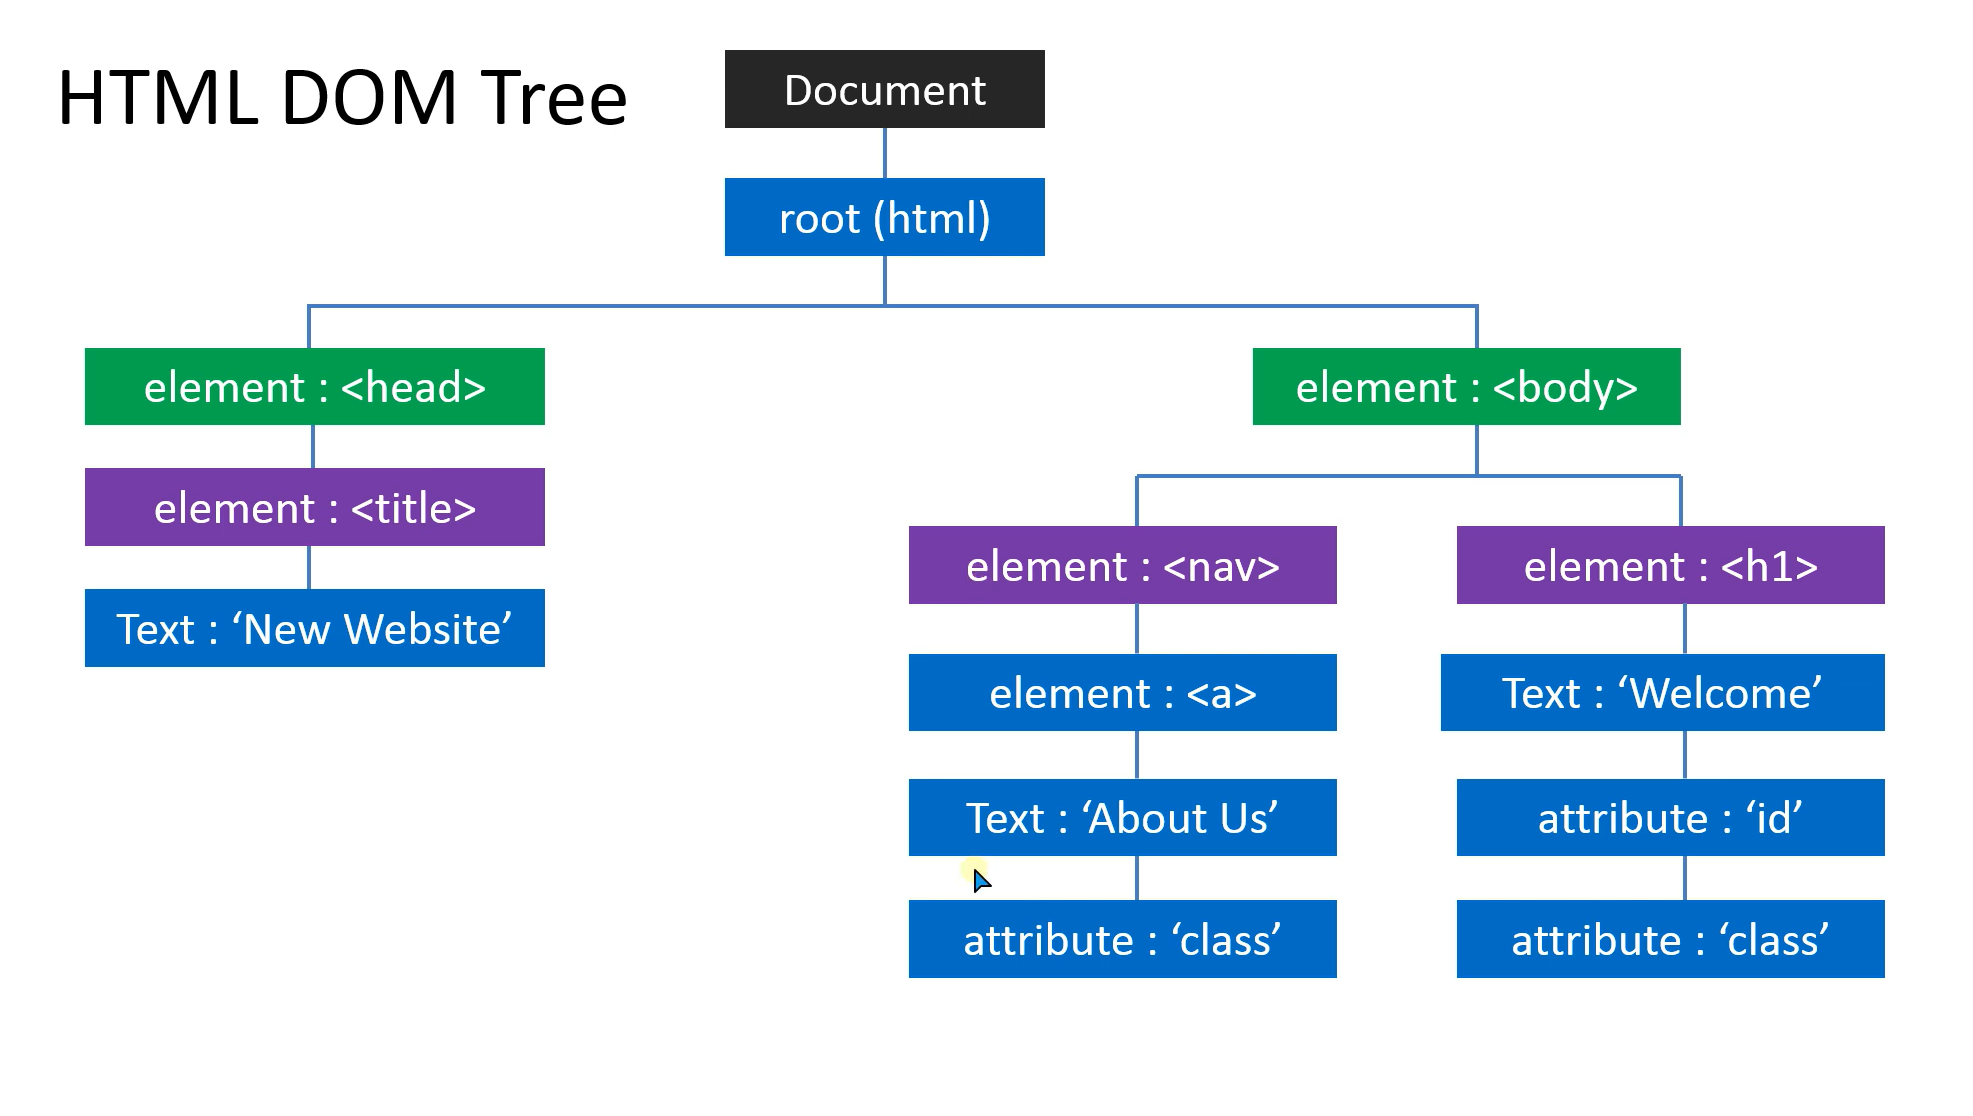 HTML DOM Tree
Document
root (html)
element : <head>
element : <body>
element : <title>
Text : ‘New Website’
element : <nav>
element : <h1>
element : <a>
Text : ‘Welcome’
Text : ‘About Us’
attribute : ‘id’
attribute : ‘class’
attribute : ‘class’